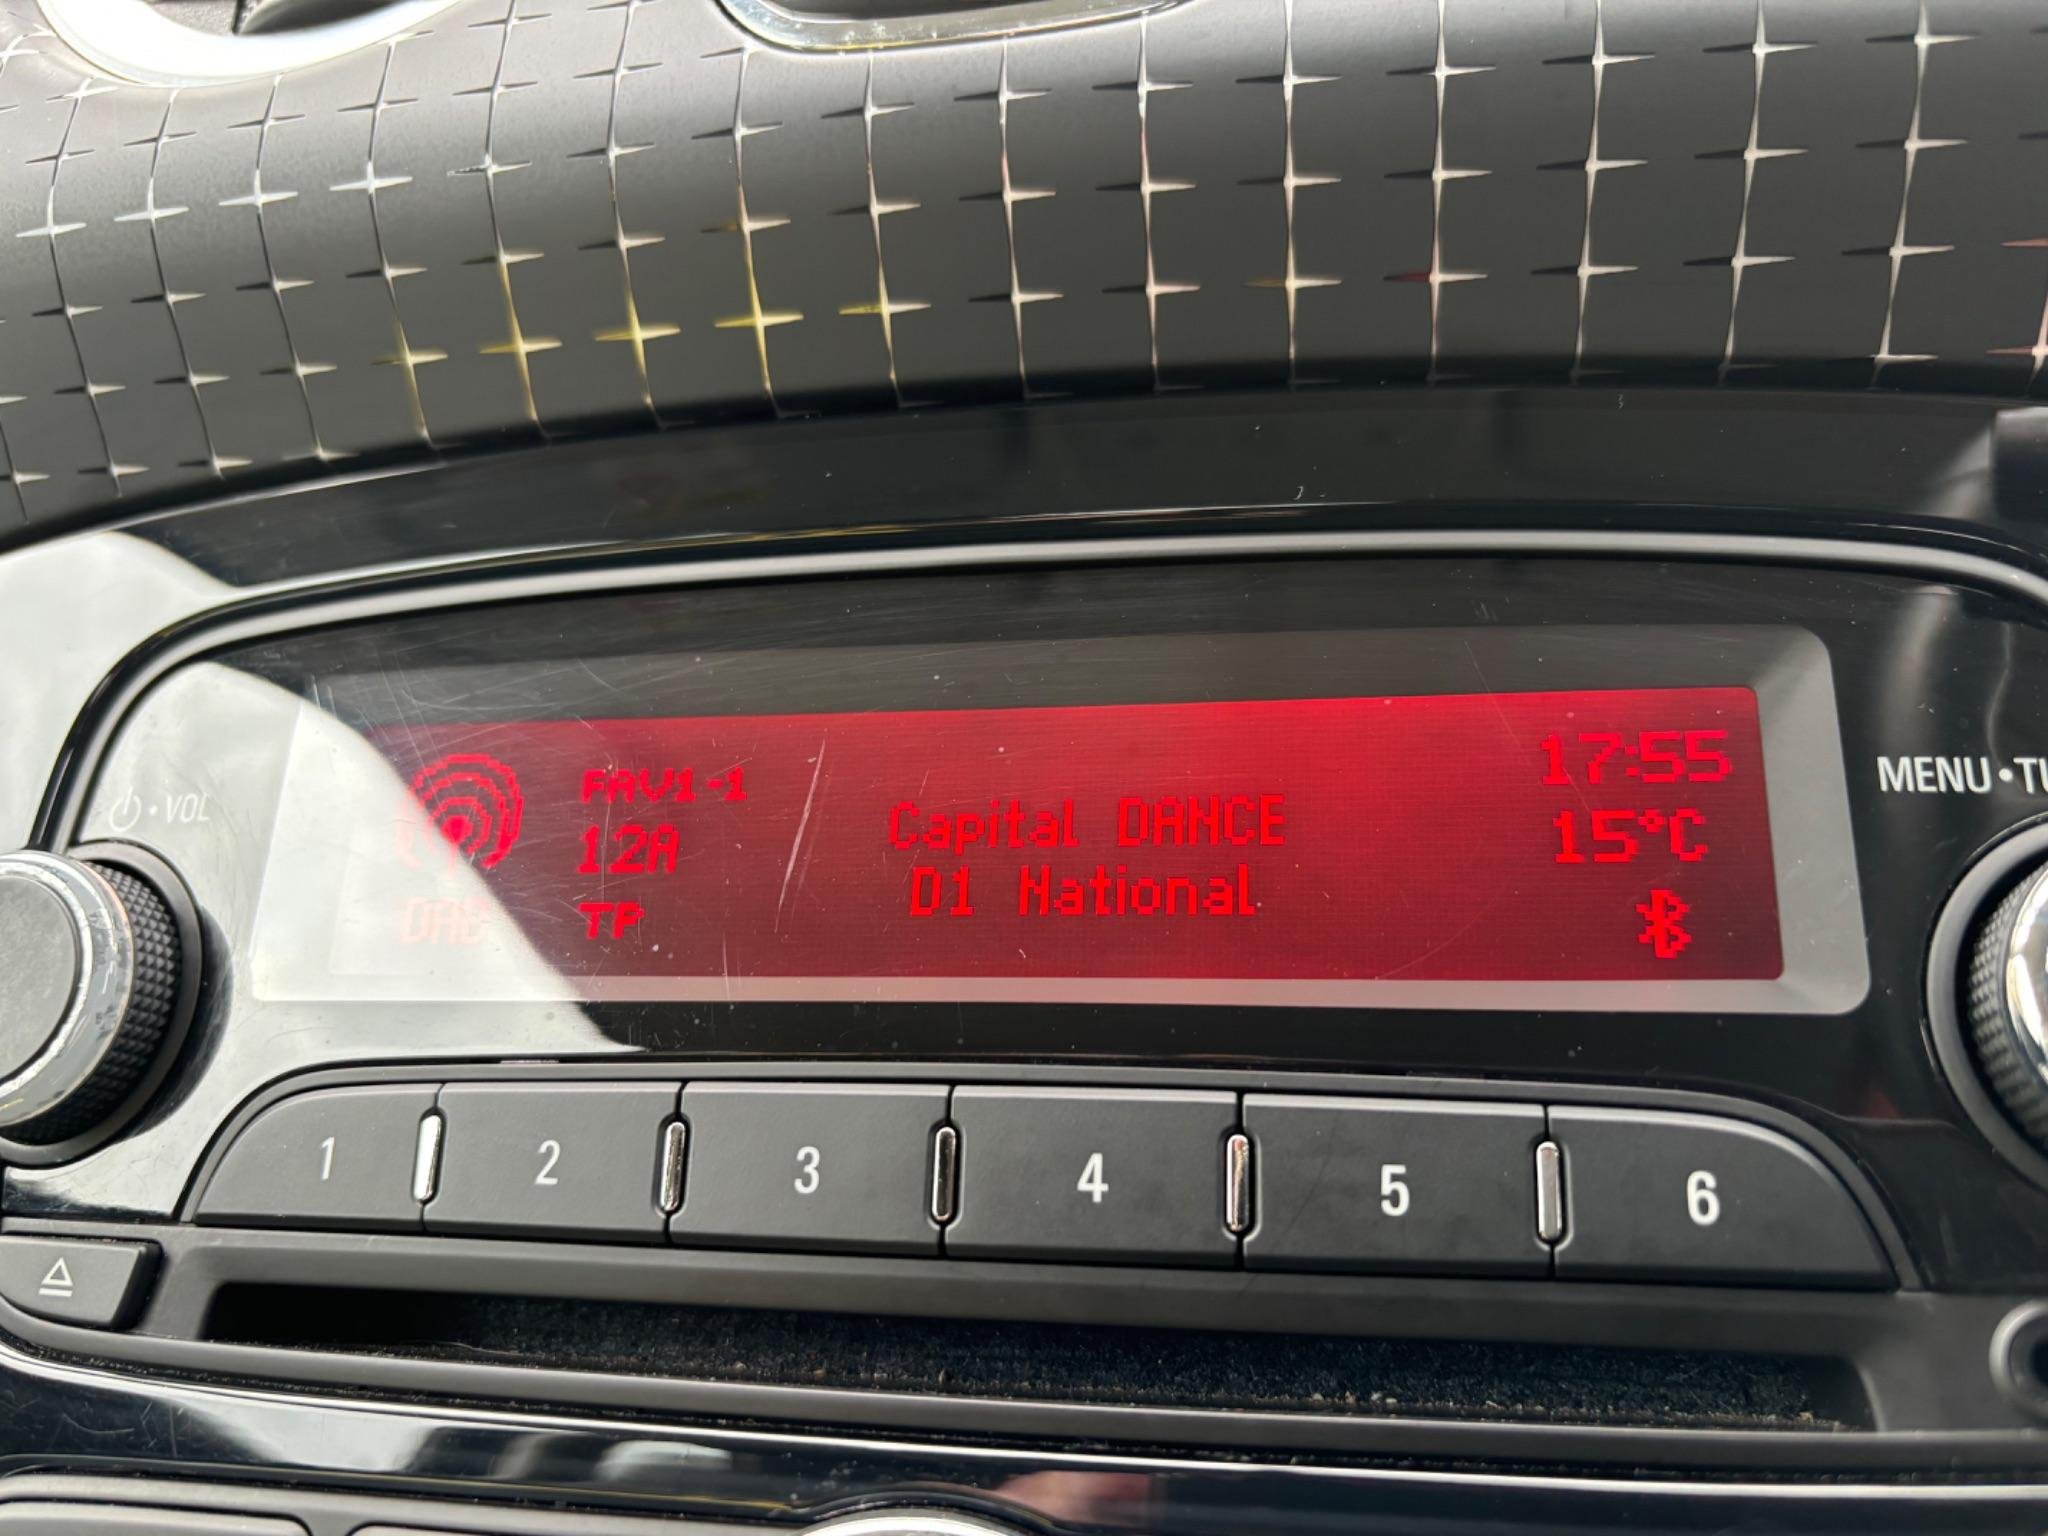 VOL
FAV1-1
12A
TP
DAB
Capital DANCE
D1 National
17:55
15°C
MENU•TU
1
2
3
4
5
6